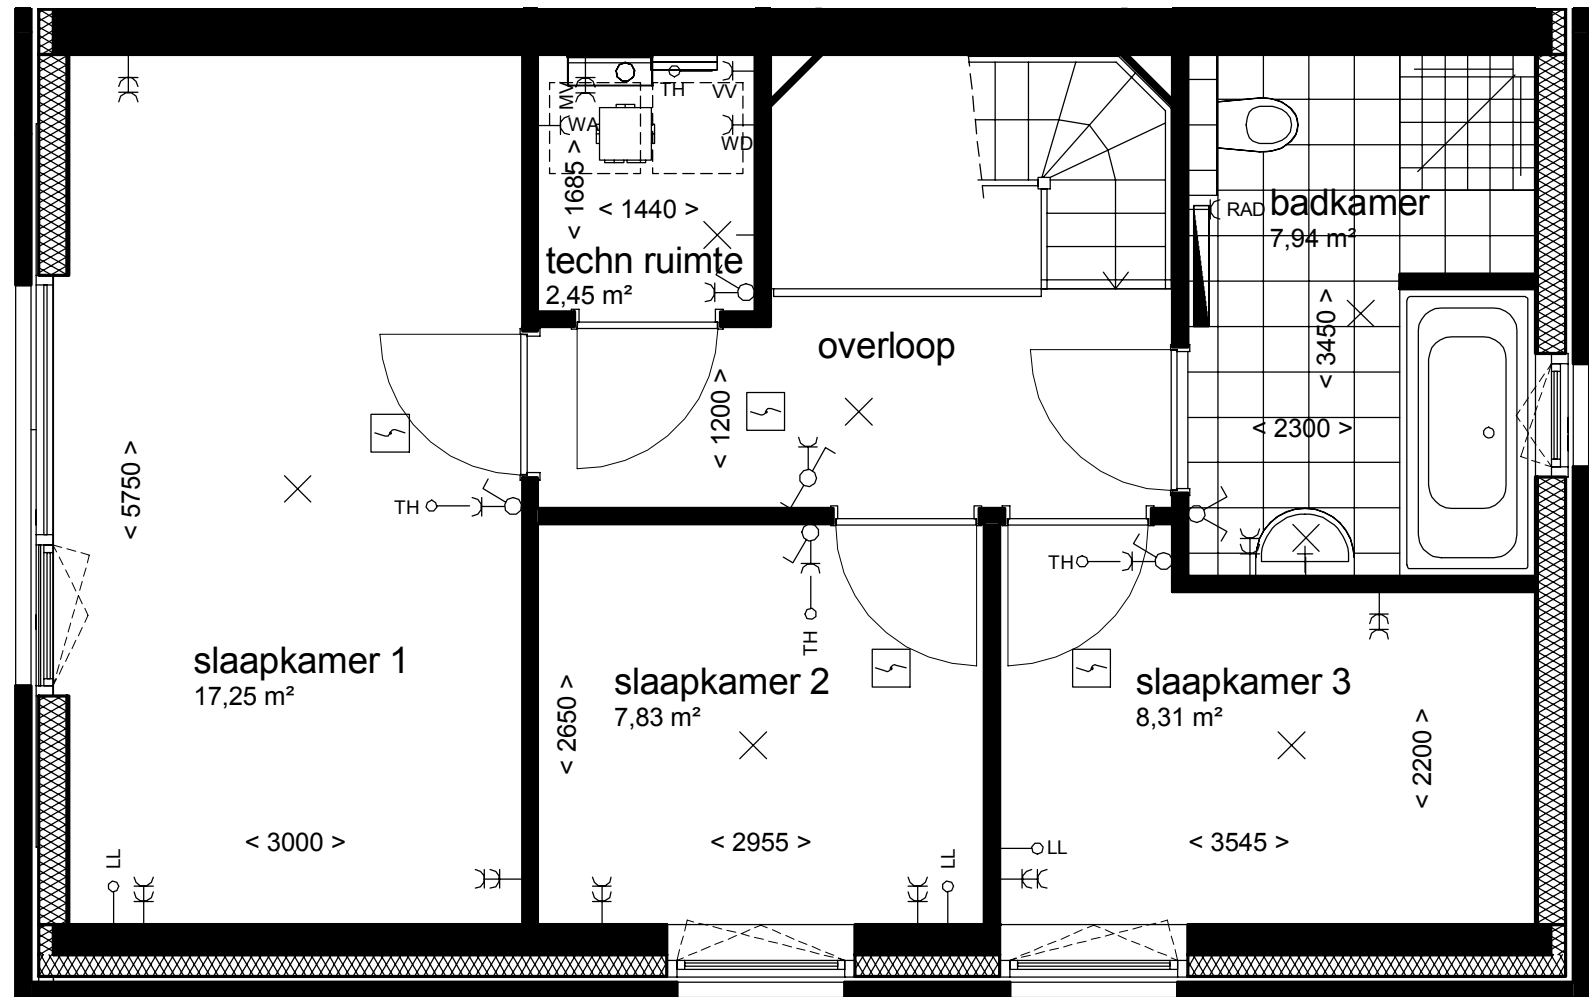 MV
TH
VV
WA
WD
< 1685 >
< 1440 >
techn ruimte
2,45 m²
RAD
badkamer
7,94 m²
< 3450 >
< 2300 >
overloop
< 1200 >
< 5750 >
TH
TH
TH
slaapkamer 1
17,25 m²
slaapkamer 2
7,83 m²
slaapkamer 3
8,31 m²
< 2650 >
< 2200 >
< 3000 >
< 2955 >
< 3545 >
LL
LL
LL